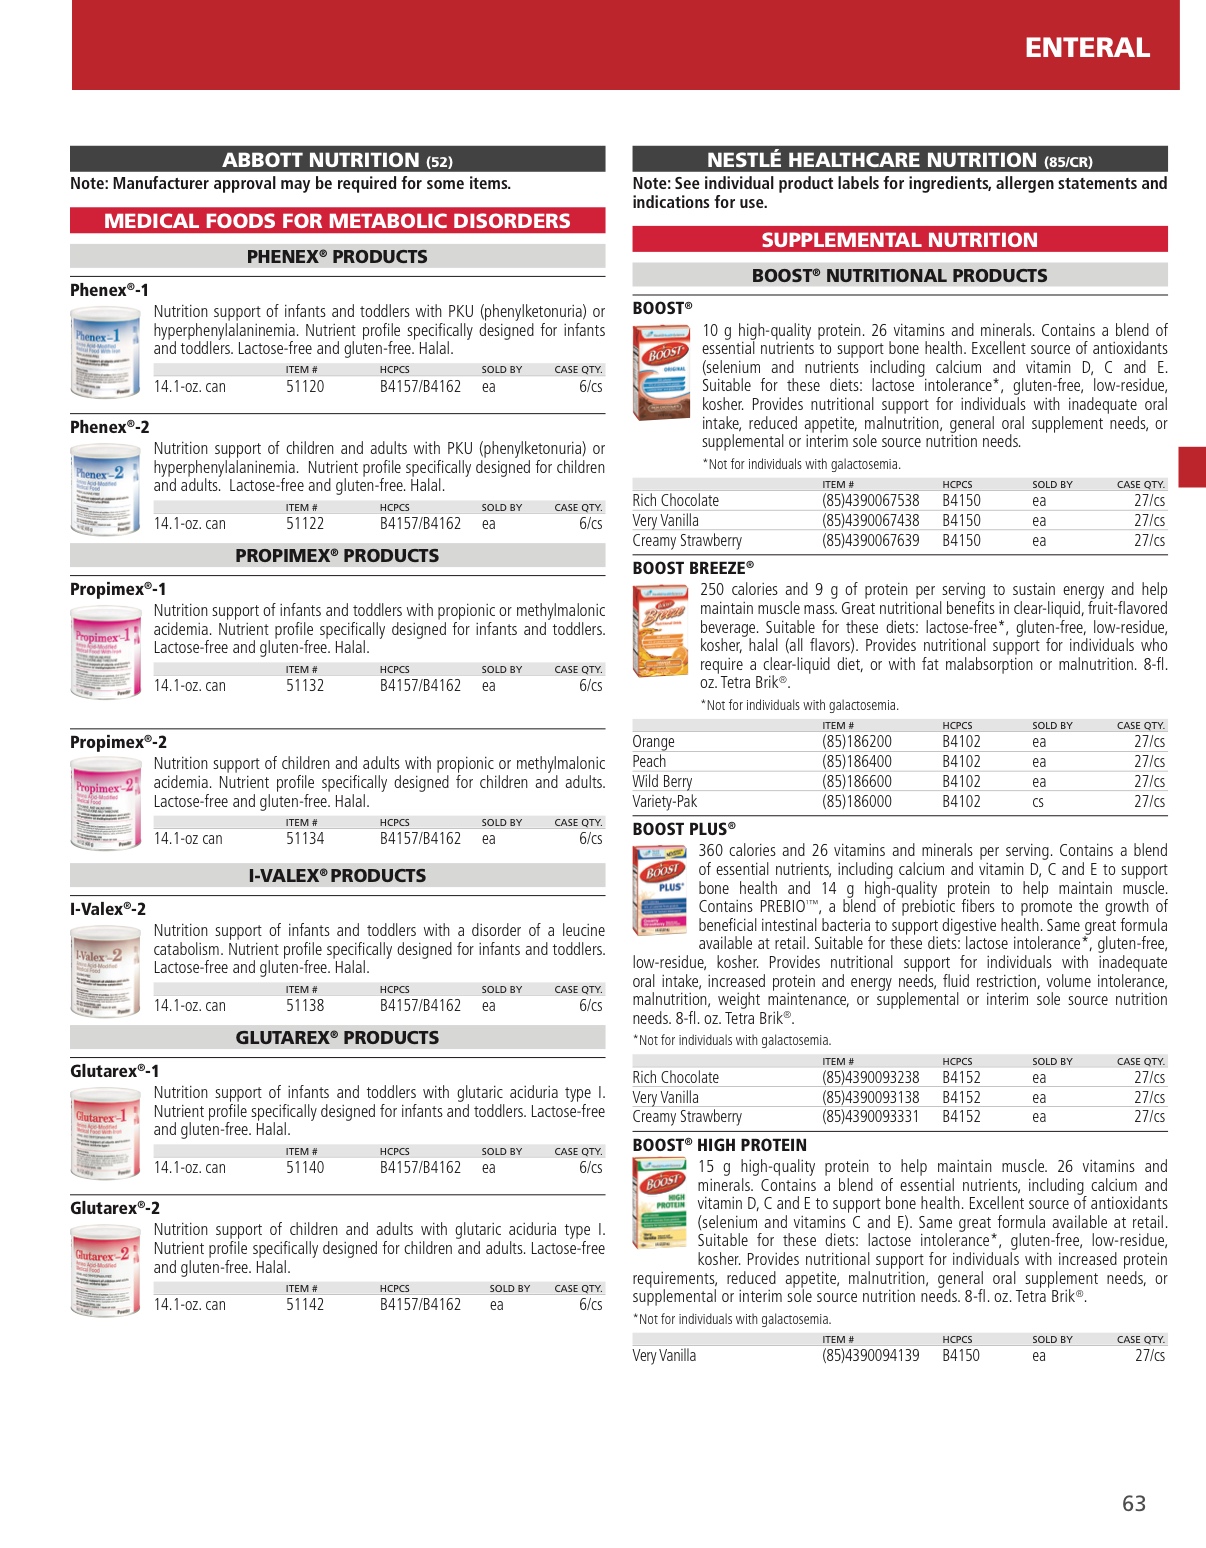 ENTERAL
ABBOTT NUTRITION (52)
Note: Manufacturer approval may be required for some items.
MEDICAL FOODS FOR METABOLIC DISORDERS
PHENEX® PRODUCTS
Phenex®-1
Nutrition support of infants and toddlers with PKU (phenylketonuria) or
hyperphenylalaninemia. Nutrient profile specifically designed for infants
and toddlers. Lactose-free and gluten-free. Halal.
ITEM # HCPCS SOLD BY CASE QTY.
14.1-oz. can 51120 B4157/B4162 ea 6/cs
Phenex®-2
Nutrition support of children and adults with PKU (phenylketonuria) or
hyperphenylalaninemia. Nutrient profile specifically designed for children
and adults. Lactose-free and gluten-free. Halal.
ITEM # HCPCS SOLD BY CASE QTY.
14.1-oz. can 51122 B4157/B4162 ea 6/cs
PROPIMEX® PRODUCTS
Propimex®-1
Nutrition support of infants and toddlers with propionic or methylmalonic
acidemia. Nutrient profile specifically designed for infants and toddlers.
Lactose-free and gluten-free. Halal.
ITEM # HCPCS SOLD BY CASE QTY.
14.1-oz. can 51132 B4157/B4162 ea 6/cs
Propimex®-2
Nutrition support of children and adults with propionic or methylmalonic
acidemia. Nutrient profile specifically designed for children and adults.
Lactose-free and gluten-free. Halal.
ITEM # HCPCS SOLD BY CASE QTY.
14.1-oz can 51134 B4157/B4162 ea 6/cs
I-VALEX® PRODUCTS
I-Valex®-2
Nutrition support of infants and toddlers with a disorder of a leucine
catabolism. Nutrient profile specifically designed for infants and toddlers.
Lactose-free and gluten-free. Halal.
ITEM # HCPCS SOLD BY CASE QTY.
14.1-oz. can 51138 B4157/B4162 ea 6/cs
GLUTAREX® PRODUCTS
Glutarex®-1
Nutrition support of infants and toddlers with glutaric aciduria type I.
Nutrient profile specifically designed for infants and toddlers. Lactose-free
and gluten-free. Halal.
ITEM # HCPCS SOLD BY CASE QTY.
14.1-oz. can 51140 B4157/B4162 ea 6/cs
Glutarex®-2
Nutrition support of children and adults with glutaric aciduria type I.
Nutrient profile specifically designed for children and adults. Lactose-free
and gluten-free. Halal.
ITEM # HCPCS SOLD BY CASE QTY.
14.1-oz. can 51142 B4157/B4162 ea 6/cs
NESTLÉ HEALTHCARE NUTRITION (85/CR)
Note: See individual product labels for ingredients, allergen statements and
indications for use.
SUPPLEMENTAL NUTRITION
BOOST® NUTRITIONAL PRODUCTS
BOOST®
10 g high-quality protein. 26 vitamins and minerals. Contains a blend of
essential nutrients to support bone health. Excellent source of antioxidants
(selenium and nutrients including calcium and vitamin D, C and E.
Suitable for these diets: lactose intolerance*, gluten-free, low-residue,
kosher. Provides nutritional support for individuals with inadequate oral
intake, reduced appetite, malnutrition, general oral supplement needs, or
supplemental or interim sole source nutrition needs.
*Not for individuals with galactosemia.
ITEM # HCPCS SOLD BY CASE QTY.
Rich Chocolate (85)4390067538 B4150 ea 27/cs
Very Vanilla (85)4390067438 B4150 ea 27/cs
Creamy Strawberry (85)4390067639 B4150 ea 27/cs
BOOST BREEZE®
250 calories and 9 g of protein per serving to sustain energy and help
maintain muscle mass. Great nutritional benefits in clear-liquid, fruit-flavored
beverage. Suitable for these diets: lactose-free*, gluten-free, low-residue,
kosher, halal (all flavors). Provides nutritional support for individuals who
require a clear-liquid diet, or with fat malabsorption or malnutrition. 8-fl.
oz. Tetra Brik®.
*Not for individuals with galactosemia.
ITEM # HCPCS SOLD BY CASE QTY.
Orange (85)186200 B4102 ea 27/cs
Peach (85)186400 B4102 ea 27/cs
Wild Berry (85)186600 B4102 ea 27/cs
Variety-Pak (85)186000 B4102 cs 27/cs
BOOST PLUS®
360 calories and 26 vitamins and minerals per serving. Contains a blend
of essential nutrients, including calcium and vitamin D, C and E to support
bone health and 14 g high-quality protein to help maintain muscle.
Contains PREBIO¹™, a blend of prebiotic fibers to promote the growth of
beneficial intestinal bacteria to support digestive health. Same great formula
available at retail. Suitable for these diets: lactose intolerance*, gluten-free,
low-residue, kosher. Provides nutritional support for individuals with inadequate
oral intake, increased protein and energy needs, fluid restriction, volume intolerance,
malnutrition, weight maintenance, or supplemental or interim sole source nutrition
needs. 8-fl. oz. Tetra Brik®.
*Not for individuals with galactosemia.
ITEM # HCPCS SOLD BY CASE QTY.
Rich Chocolate (85)4390093238 B4152 ea 27/cs
Very Vanilla (85)4390093138 B4152 ea 27/cs
Creamy Strawberry (85)4390093331 B4152 ea 27/cs
BOOST® HIGH PROTEIN
15 g high-quality protein to help maintain muscle. 26 vitamins and
minerals. Contains a blend of essential nutrients, including calcium and
vitamin D, C and E to support bone health. Excellent source of antioxidants
(selenium and vitamins C and E). Same great formula available at retail.
Suitable for these diets: lactose intolerance*, gluten-free, low-residue,
kosher. Provides nutritional support for individuals with increased protein
requirements, reduced appetite, malnutrition, general oral supplement needs, or
supplemental or interim sole source nutrition needs. 8-fl. oz. Tetra Brik®.
*Not for individuals with galactosemia.
ITEM # HCPCS SOLD BY CASE QTY.
Very Vanilla (85)4390094139 B4150 ea 27/cs
63